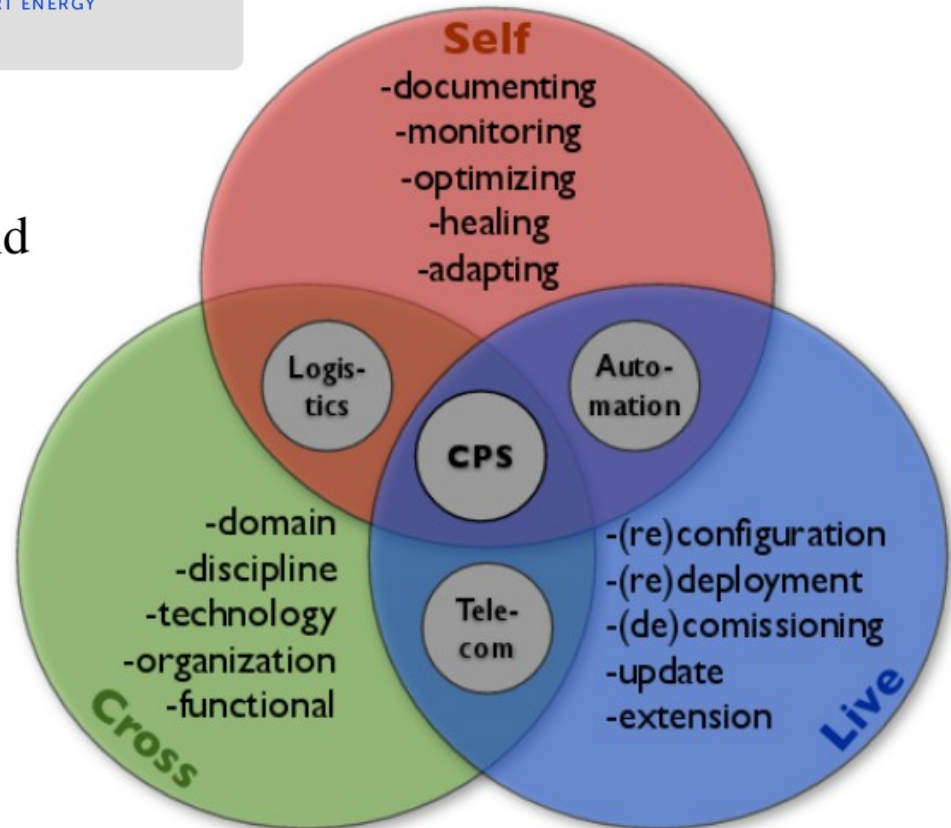 ENERGY
Self
-documenting
-monitoring
-optimizing
-healing
-adapting
Logis-
tics
Auto-
mation
CPS
-domain
-discipline
-technology
-organization
-functional
Cross
Tele-
com
-(re)configuration
-(re)deployment
-(de)comissioning
-update
-extension
Live